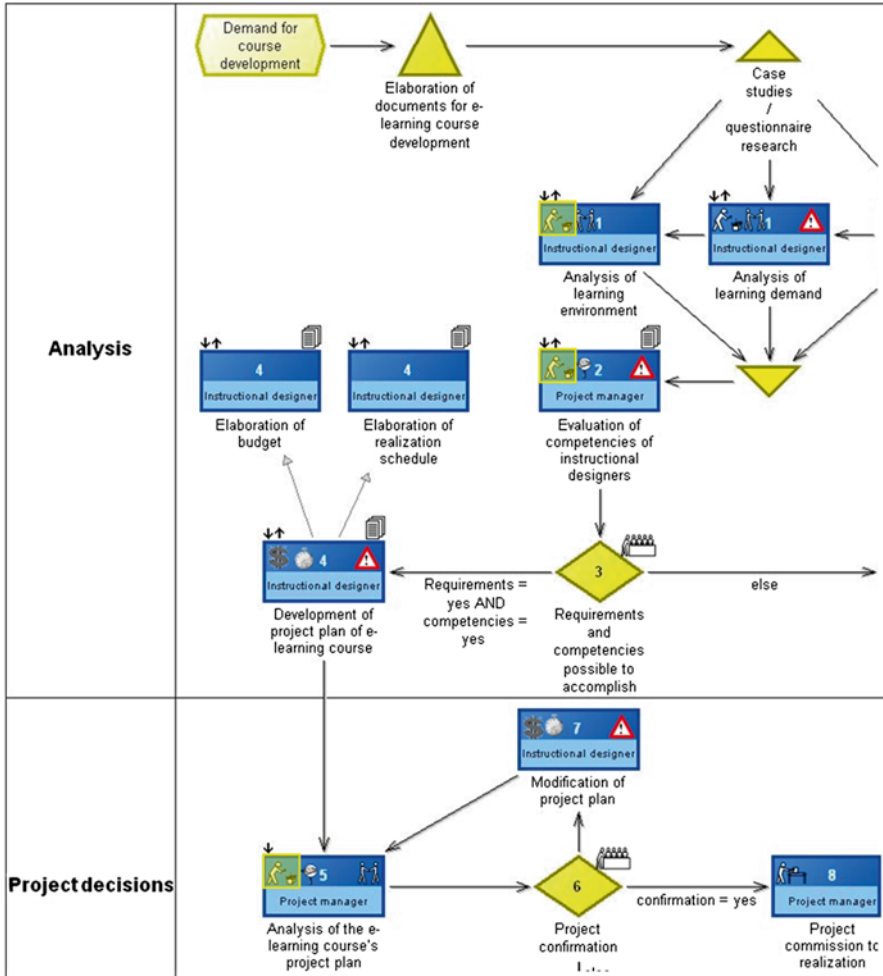 Demand for
course
development
Elaboration of
documents for e-
learning course
development
Case
studies
/
questionnaire
research
1
Instructional designer
Analysis of
learning
environment
1
Instructional designer
Analysis of
learning demand
Analysis
4
Instructional designer
Elaboration of
budget
4
Instructional designer
Elaboration of
realization
schedule
2
Project manager
Evaluation of
competencies of
instructional
designers
4
Instructional designer
Development of
project plan of e-
learning course
Requirements =
yes AND
competencies =
yes
3
Requirements
and
competencies
possible to
accomplish
else
7
Instructional designer
Modification of
project plan
Project decisions
5
Project manager
Analysis of the e-
learning course's
project plan
6
Project
confirmation
confirmation = yes
8
Project manager
Project
commission to
realization